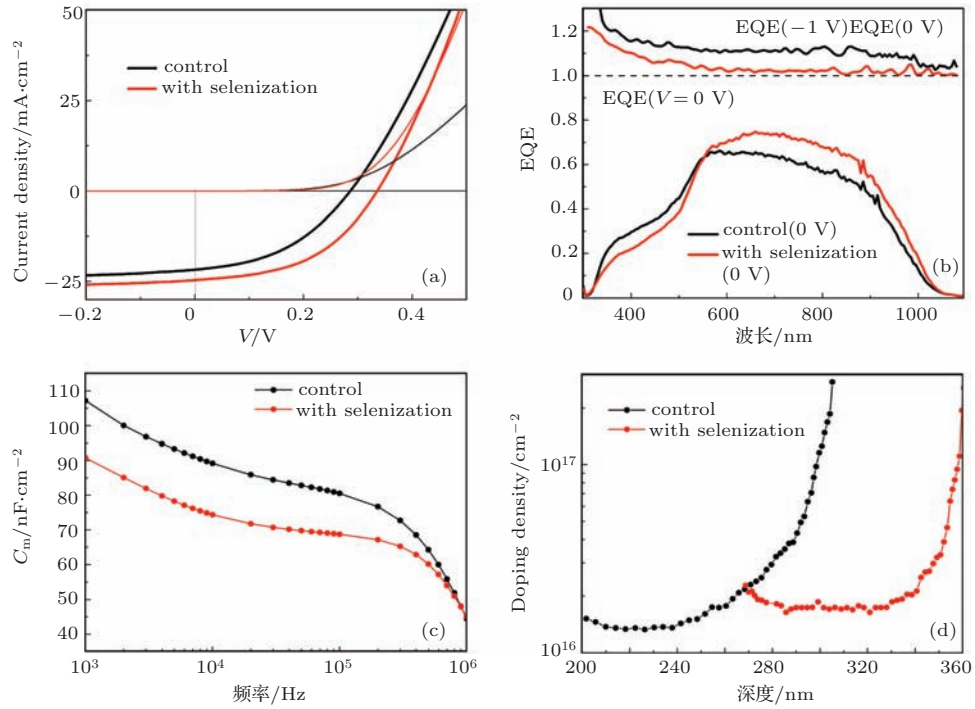 50
25
0
−25
Current density/mA·cm−2
control
with selenization
(a)
−0.2
0
0.2
0.4
V/V
1.2
1.0
0.8
0.6
0.4
0.2
0
EQE
EQE(−1 V)EQE(0 V)
EQE(V=0 V)
control(0 V)
with selenization
(0 V)
(b)
400
600
800
1000
波长/nm
110
100
90
80
70
60
50
40
Cm/nF·cm−2
control
with selenization
(c)
10³
10⁴
10⁵
10⁶
频率/Hz
10¹⁷
10¹⁶
Doping density/cm−2
control
with selenization
(d)
200
240
280
320
360
深度/nm